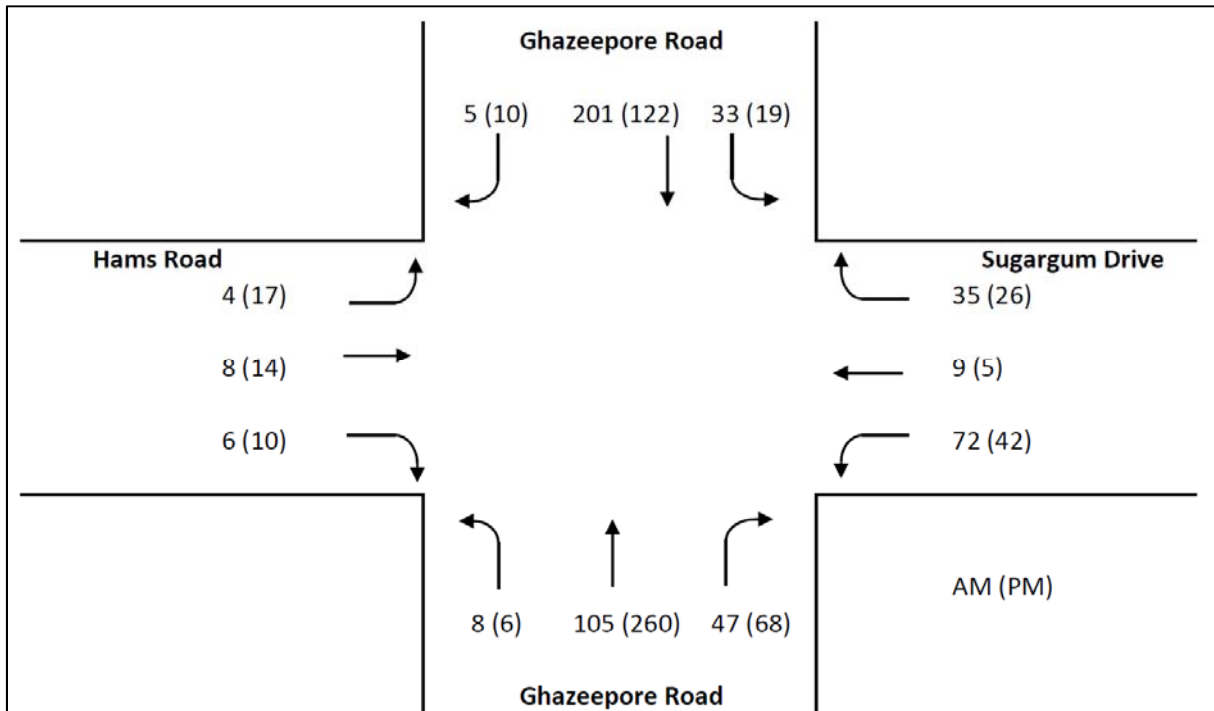 Ghazeepore Road
5 (10) 201 (122) 33 (19)
Hams Road
4 (17)
8 (14)
6 (10)
Sugargum Drive
35 (26)
9 (5)
72 (42)
8 (6) 105 (260) 47 (68)
AM (PM)
Ghazeepore Road